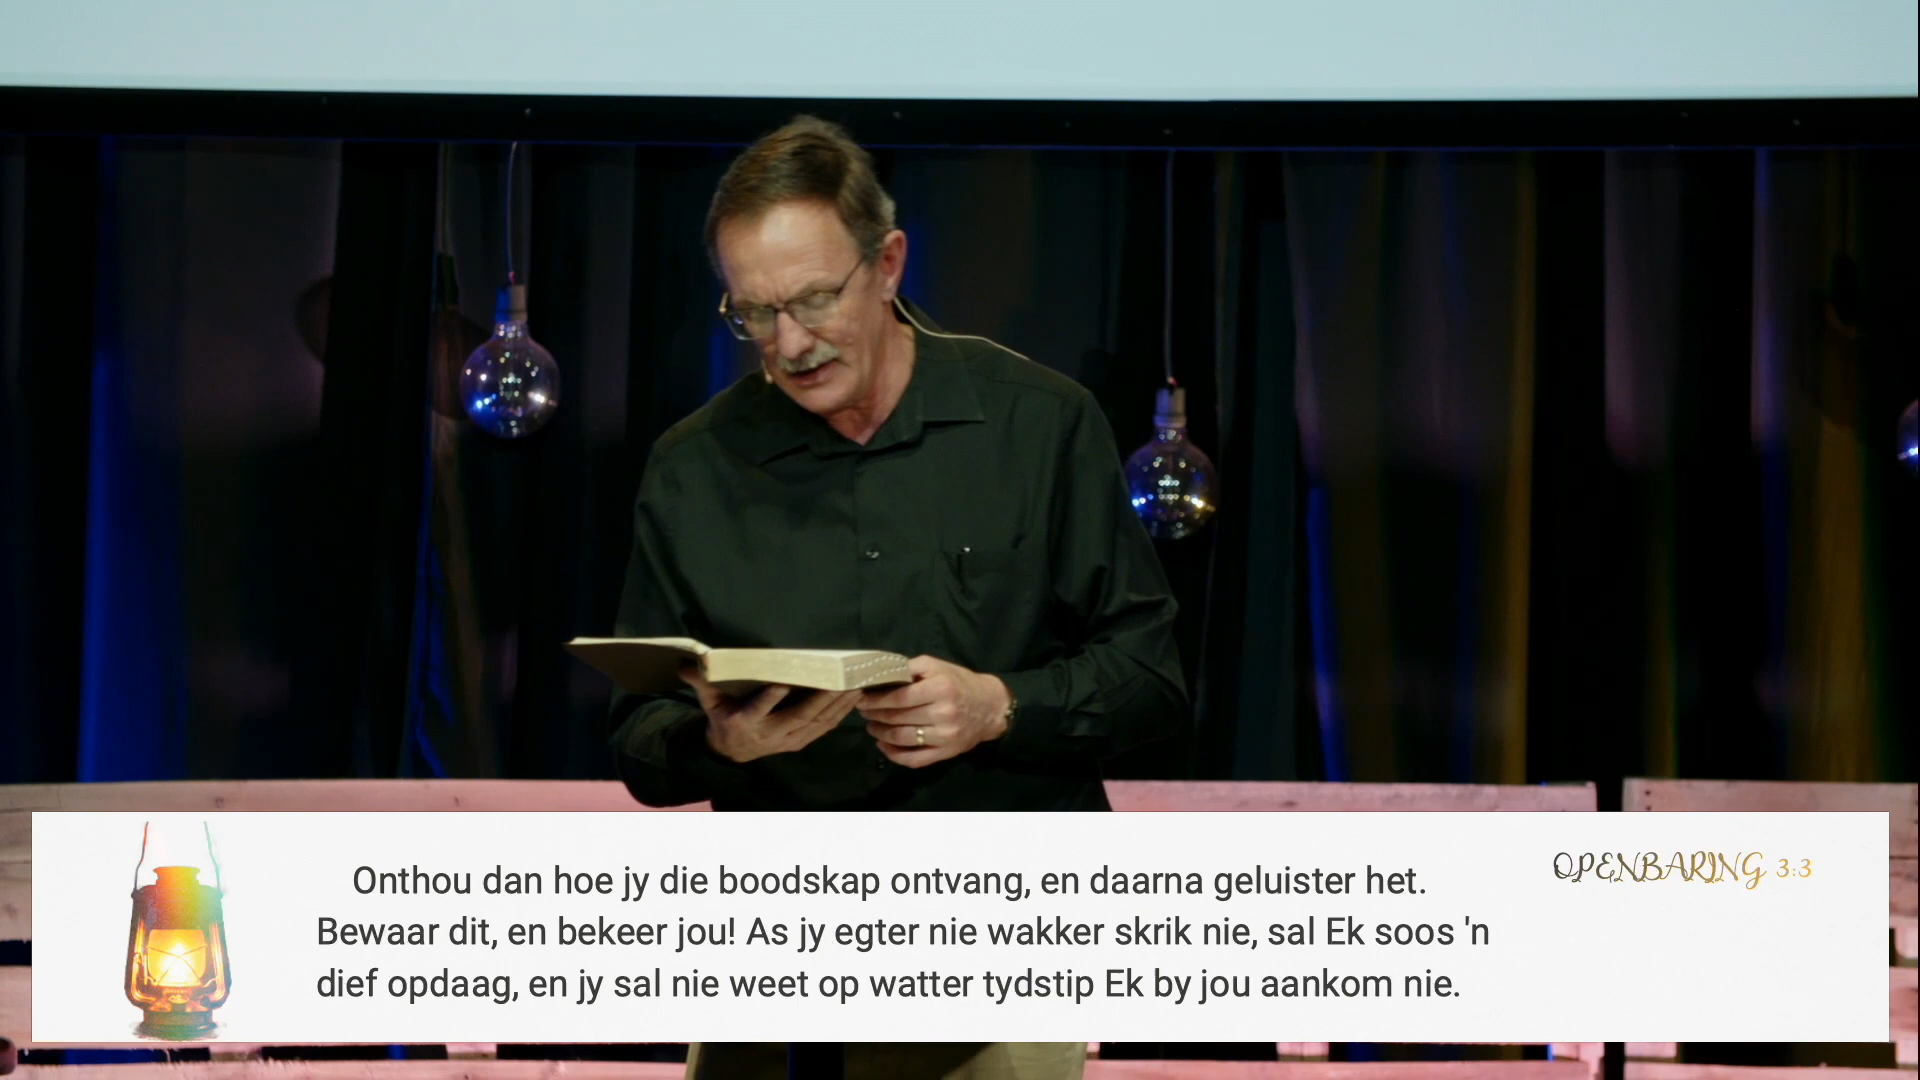 Onthou dan hoe jy die boodskap ontvang, en daarna geluister het.
Bewaar dit, en bekeer jou! As jy egter nie wakker skrik nie, sal Ek soos 'n
dief opdaag, en jy sal nie weet op watter tydstip Ek by jou aankom nie.
OPENBARING 3:3